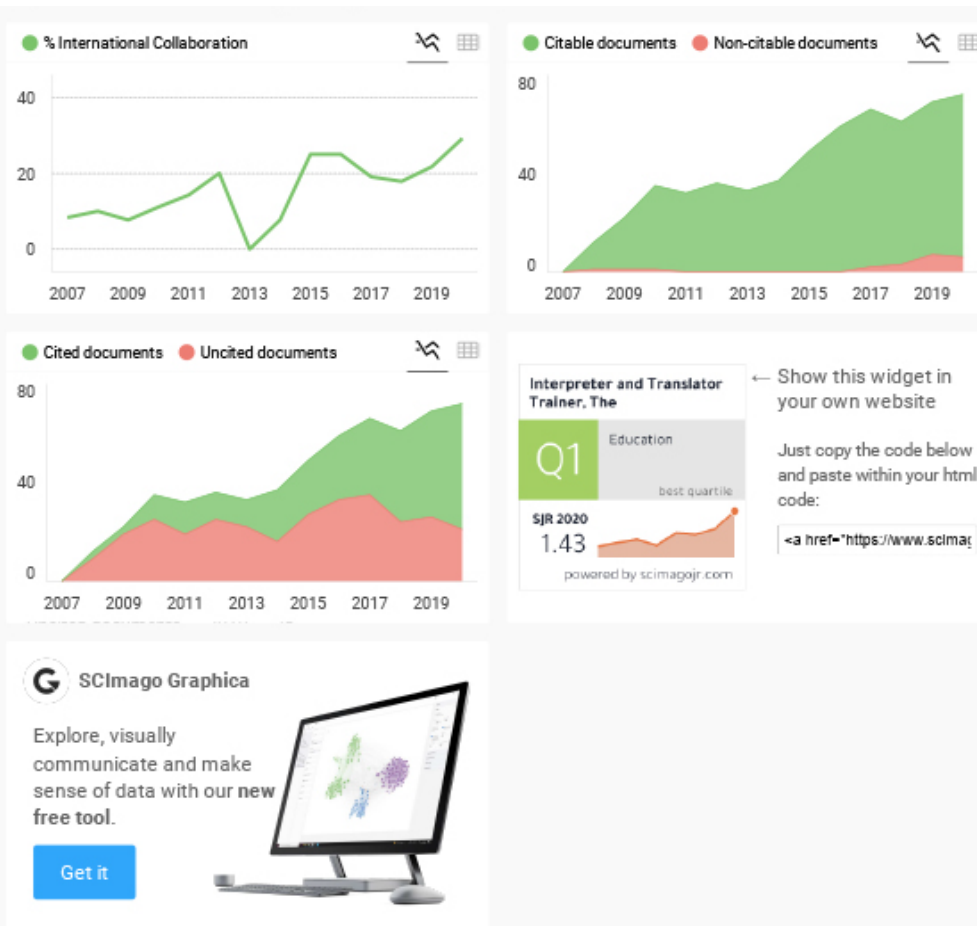 % International Collaboration
40
20
0
2007 2009 2011 2013 2015 2017 2019
Citable documents Non-citable documents
80
40
0
2007 2009 2011 2013 2015 2017 2019
Cited documents Uncited documents
80
40
0
2007 2009 2011 2013 2015 2017 2019
Interpreter and Translator
Trainer, The
Q1
Education
best quartile
SJR 2020
1.43
powered by scimagojr.com
← Show this widget in
your own website
Just copy the code below
and paste within your html
code:
<a href="https://www.scimag
G
SCImago Graphica
Explore, visually
communicate and make
sense of data with our new
free tool.
Get it